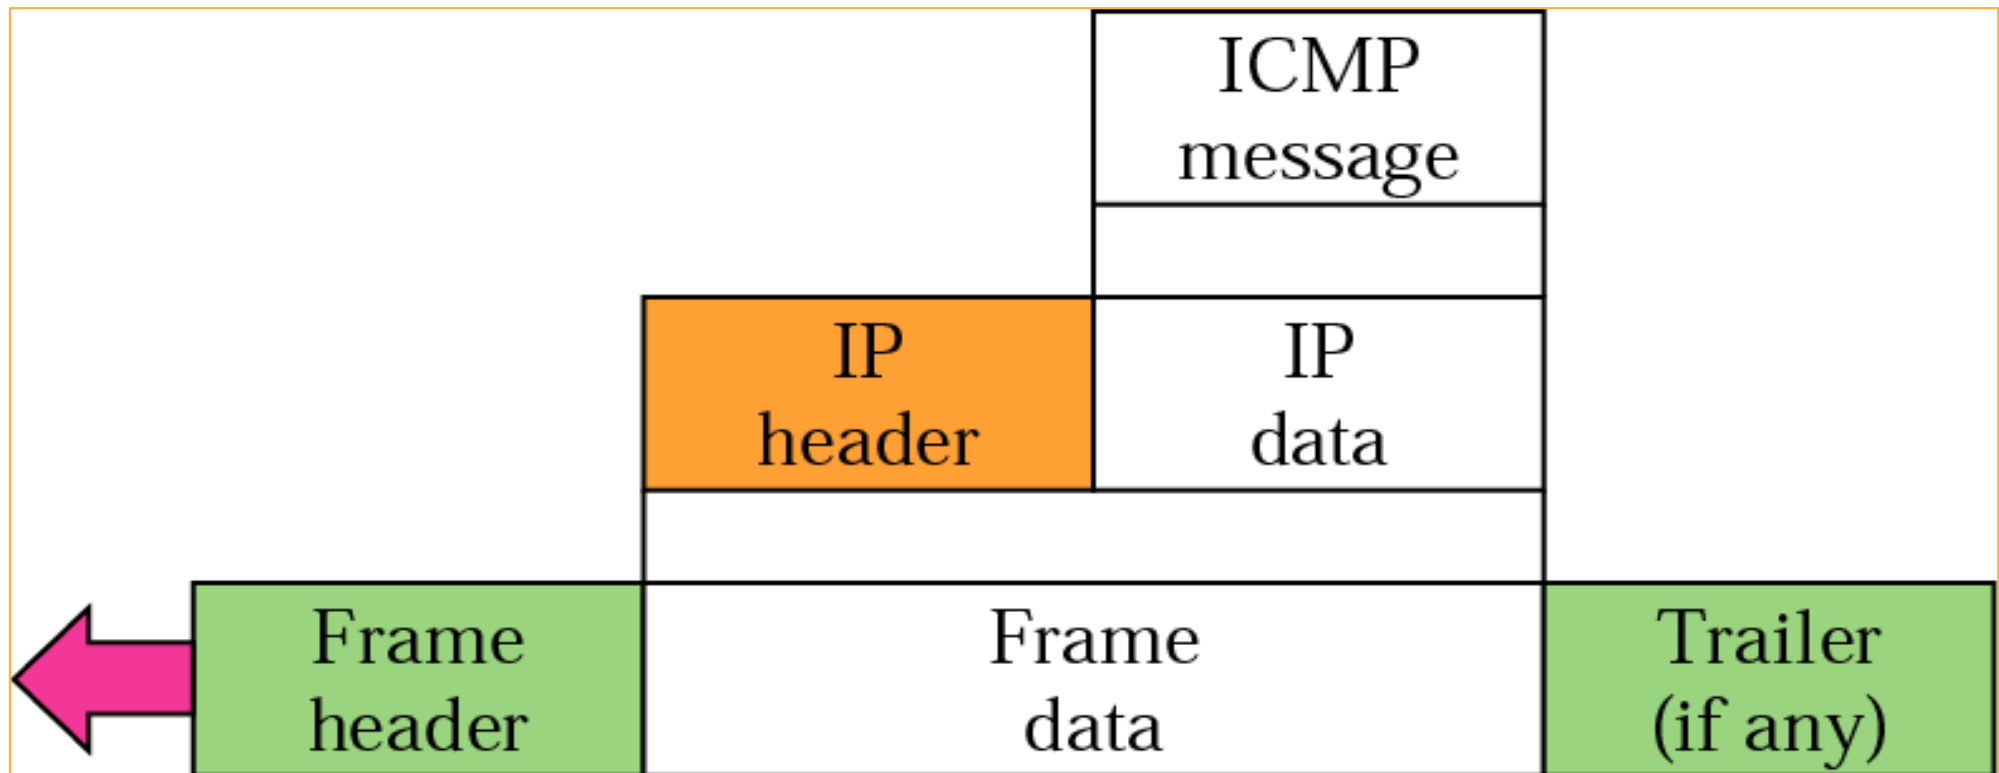 ICMP
message
IP
header
IP
data
Frame
header
Frame
data
Trailer
(if any)